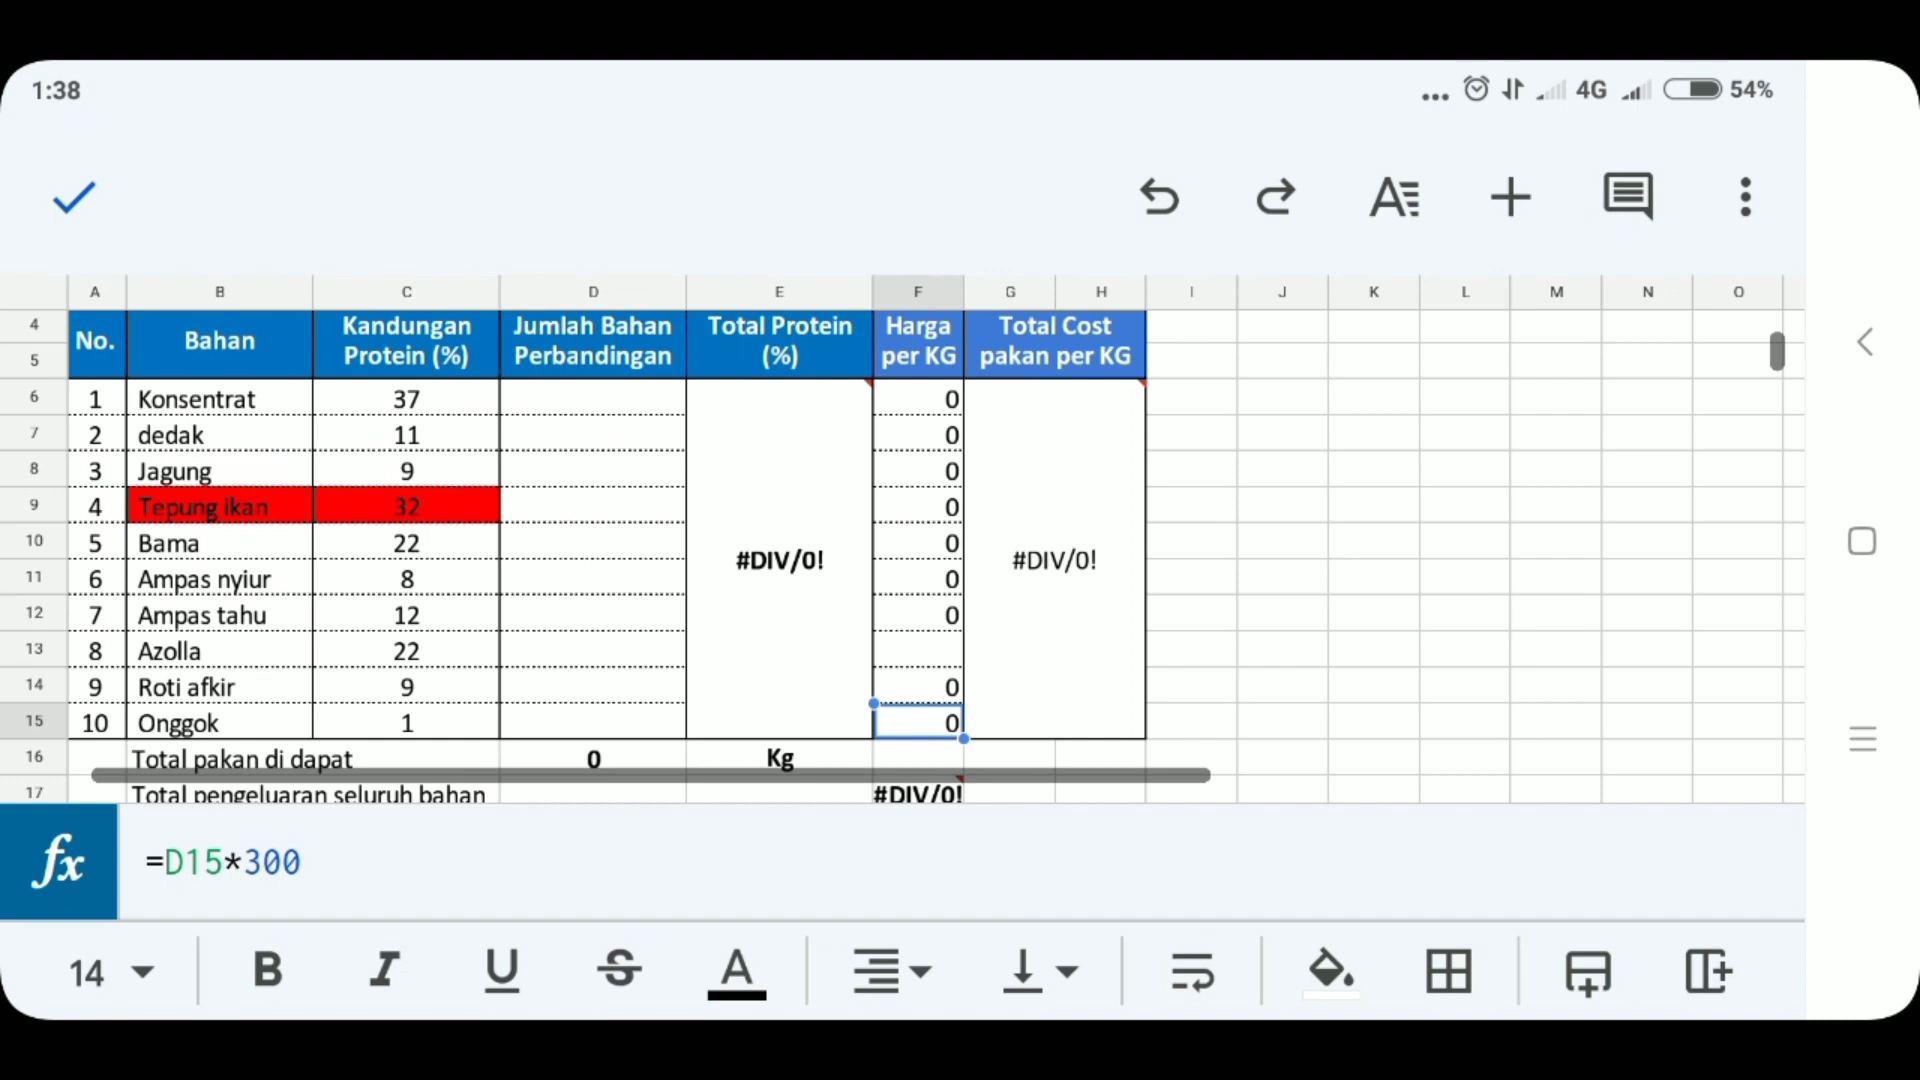 1:38
4G 54%
A B C D E F G H I J K L M N O
4 No. Bahan Kandungan Jumlah Bahan Total Protein Harga Total Cost
5 Protein (%) Perbandingan (%) per KG pakan per KG
6 1 Konsentrat 37 0
7 2 dedak 11 0
8 3 Jagung 9 0
9 4 Tepung ikan 32 0
10 5 Bama 22 #DIV/0! 0 #DIV/0!
11 6 Ampas nyiur 8 0
12 7 Ampas tahu 12 0
13 8 Azolla 22
14 9 Roti afkir 9 0
15 10 Onggok 1 0
16 Total pakan di dapat 0 Kg
17 Total pengeluaran seluruh bahan #DIV/0!
fx =D15*300
14 B I U S A